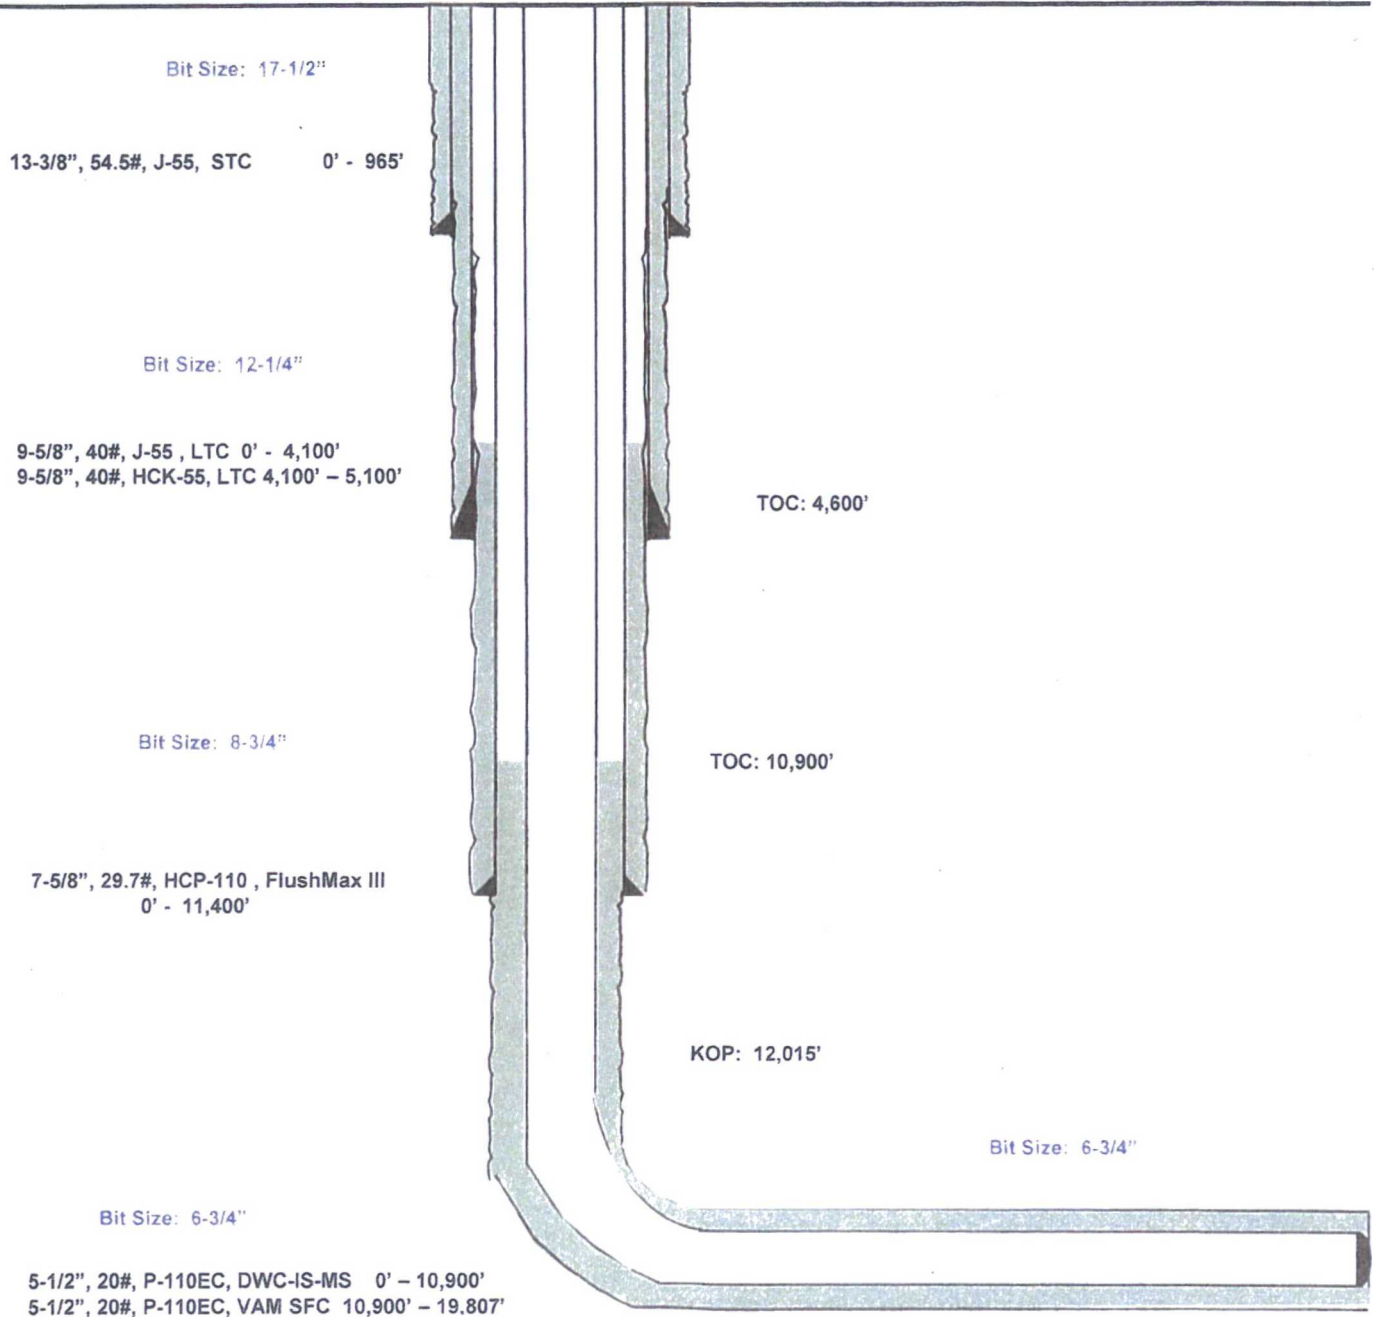 Bit Size: 17-1/2"
13-3/8", 54.5#, J-55, STC 0' - 965'
Bit Size: 12-1/4"
9-5/8", 40#, J-55 , LTC 0' - 4,100'
9-5/8", 40#, HCK-55, LTC 4,100' – 5,100'
TOC: 4,600'
Bit Size: 8-3/4"
TOC: 10,900'
7-5/8", 29.7#, HCP-110 , FlushMax III
0' - 11,400'
KOP: 12,015'
Bit Size: 6-3/4"
Bit Size: 6-3/4"
5-1/2", 20#, P-110EC, DWC-IS-MS 0' – 10,900'
5-1/2", 20#, P-110EC, VAM SFC 10,900' – 19.807'